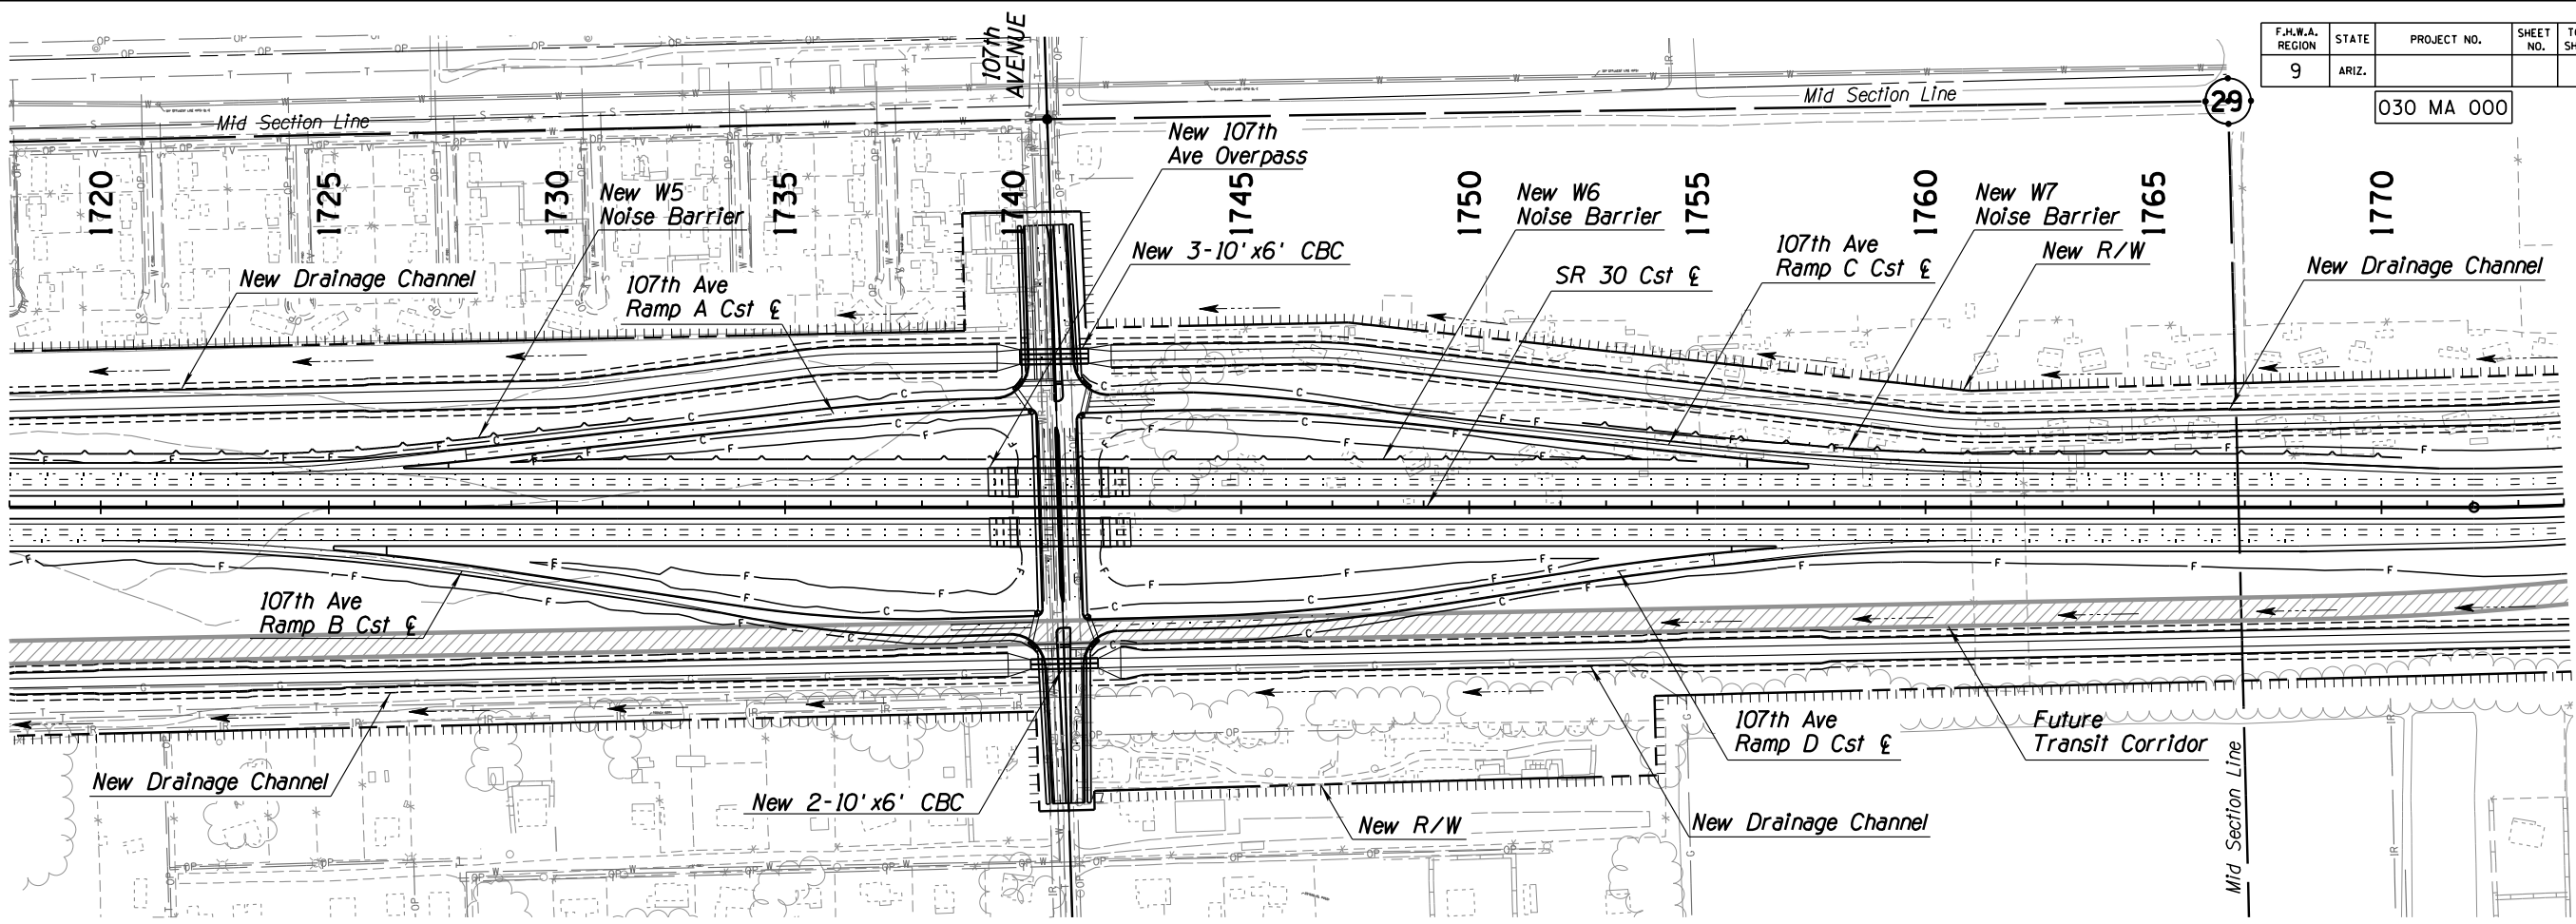 F.H.W.A.
REGION
STATE
PROJECT NO.
SHEET
NO.
9
ARIZ.
030 MA 000
107th
AVENUE
Mid Section Line
Mid Section Line
29
1720
1725
1730
1735
1740
1745
1750
1755
1760
1765
1770
New 107th
Ave Overpass
New W5
Noise Barrier
New W6
Noise Barrier
New W7
Noise Barrier
New 3-10'x6' CBC
107th Ave
Ramp C Cst ℄
New R/W
New Drainage Channel
New Drainage Channel
107th Ave
Ramp A Cst ℄
SR 30 Cst ℄
107th Ave
Ramp B Cst ℄
107th Ave
Ramp D Cst ℄
Future
Transit Corridor
New Drainage Channel
New 2-10'x6' CBC
New R/W
New Drainage Channel
Mid Section Line